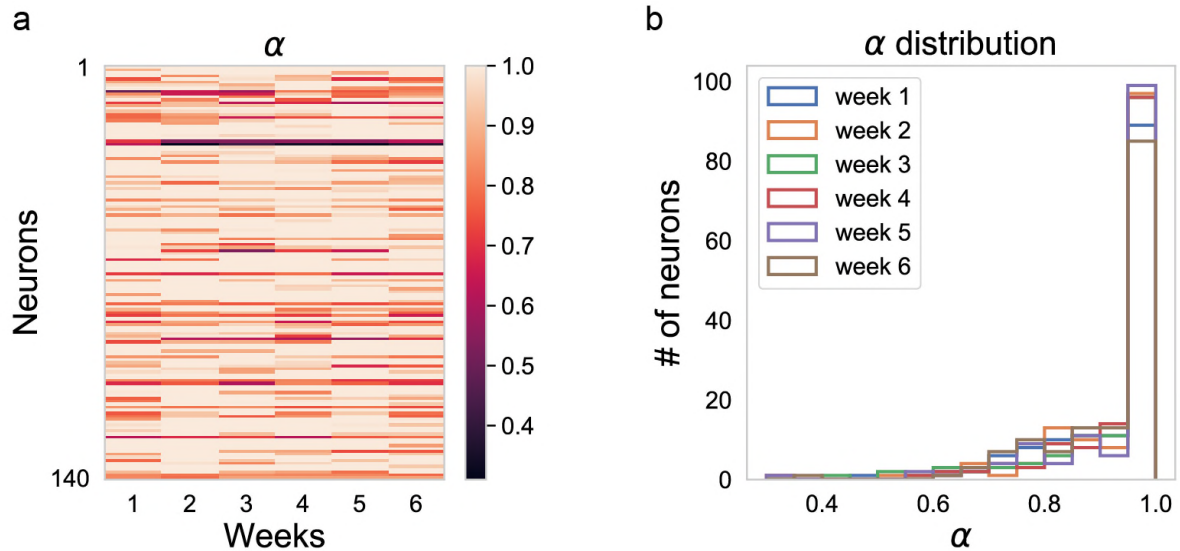 a
α
1
140
Neurons
1 2 3 4 5 6
Weeks
1.0
0.9
0.8
0.7
0.6
0.5
0.4
b
α distribution
100
80
60
40
20
0
# of neurons
week 1
week 2
week 3
week 4
week 5
week 6
0.4 0.6 0.8 1.0
α